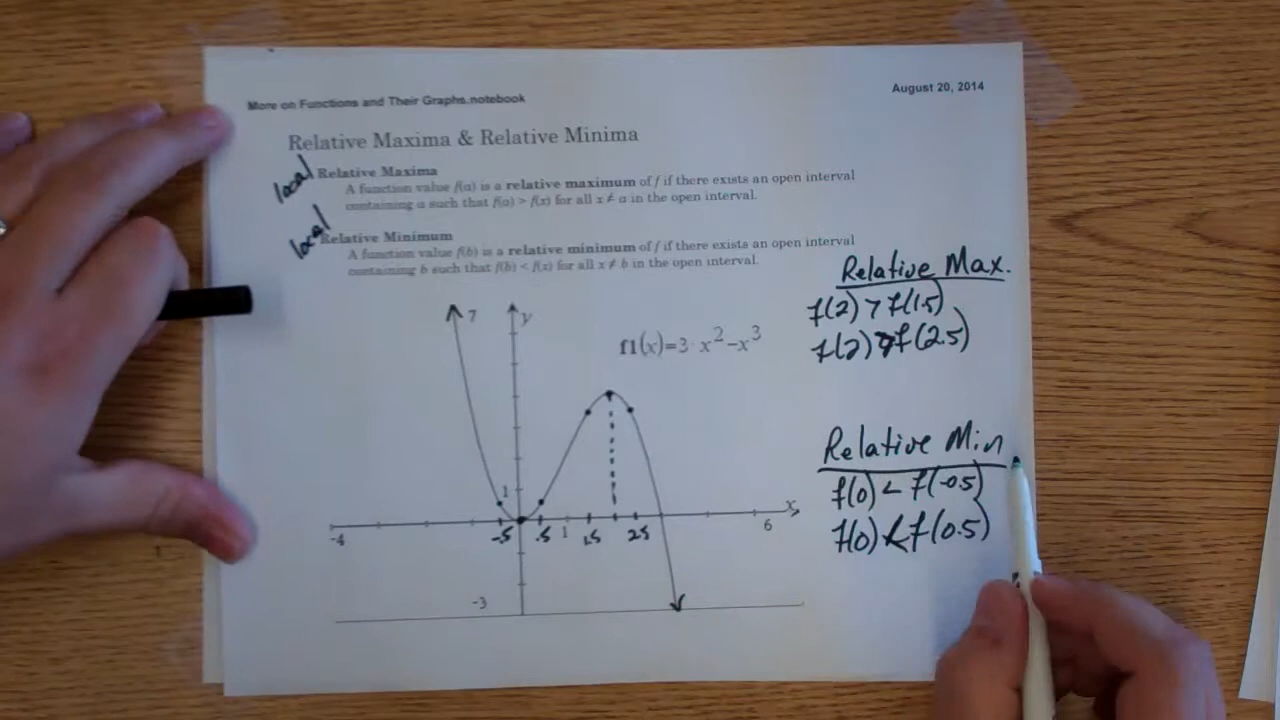 More on Functions and Their Graphs.notebook
August 20, 2014
Relative Maxima & Relative Minima
local Relative Maxima
A function value f(a) is a relative maximum of f if there exists an open interval
containing a such that f(a) > f(x) for all x ≠ a in the open interval.
local Relative Minimum
A function value f(b) is a relative minimum of f if there exists an open interval
containing b such that f(b) < f(x) for all x ≠ b in the open interval.
Relative Max.
f(2) > f(1.5)
f(2) > f(2.5)
7 y
f1(x)=3·x²−x³
Relative Min
f(0) < f(-0.5)
f(0) < f(0.5)
1
x
-4 -.5 .5 1 1.5 2.5 6
-3